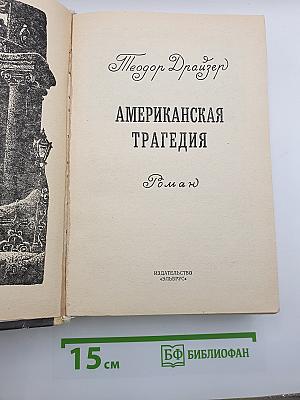 Теодор Драйзер
АМЕРИКАНСКАЯ
ТРАГЕДИЯ
Роман
ИЗДАТЕЛЬСТВО
«ЭЛЬБРУС»
15 см
БФ БИБЛИОФАН